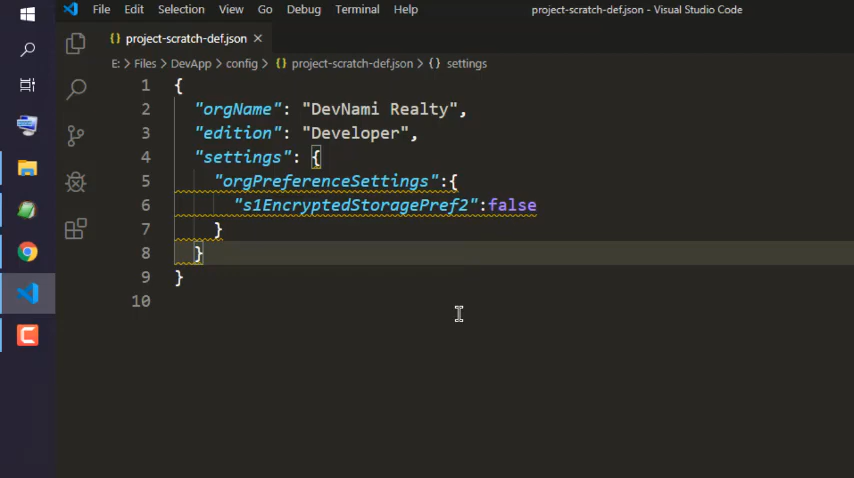 File Edit Selection View Go Debug Terminal Help project-scratch-def.json - Visual Studio Code
{} project-scratch-def.json ×
E: > Files > DevApp > config > {} project-scratch-def.json > {} settings
1 {
2 "orgName": "DevNami Realty",
3 "edition": "Developer",
4 "settings": {
5 "orgPreferenceSettings":{
6 "s1EncryptedStoragePref2":false
7 }
8 }
9 }
10